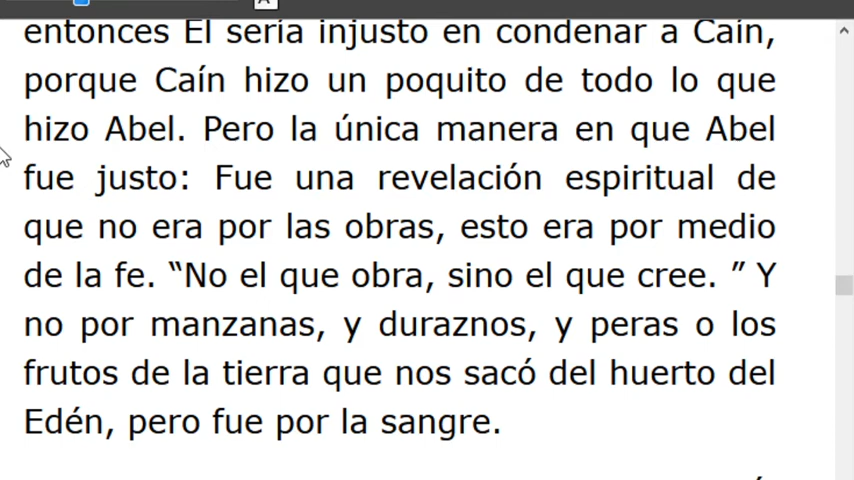 entonces El sería injusto en condenar a Caín,
porque Caín hizo un poquito de todo lo que
hizo Abel. Pero la única manera en que Abel
fue justo: Fue una revelación espiritual de
que no era por las obras, esto era por medio
de la fe. “No el que obra, sino el que cree. ” Y
no por manzanas, y duraznos, y peras o los
frutos de la tierra que nos sacó del huerto del
Edén, pero fue por la sangre.